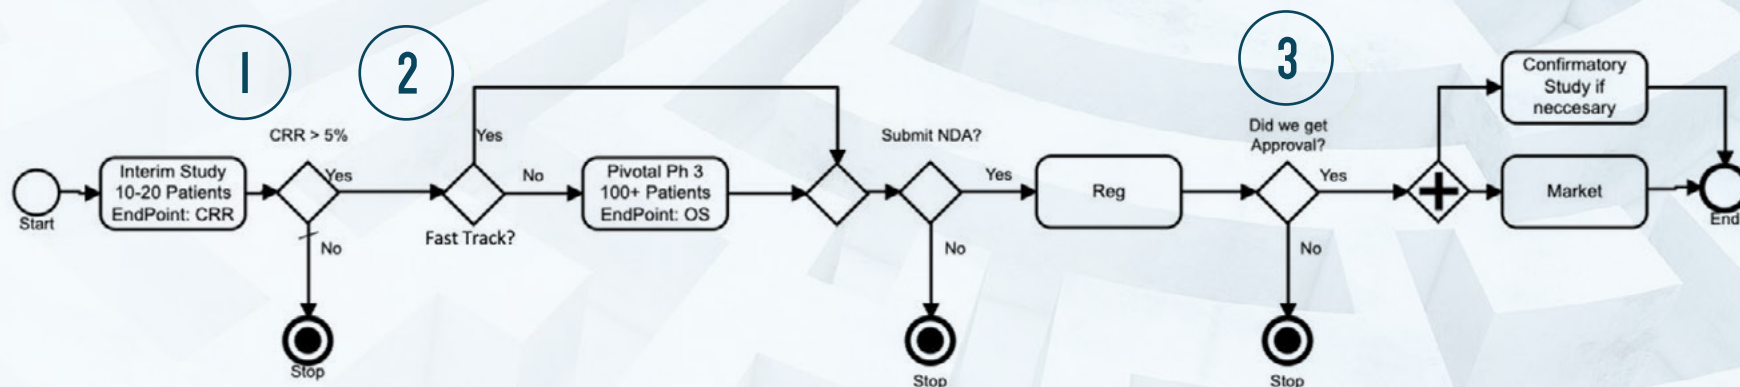 1
2
3
CRR > 5%
Yes
Submit NDA?
Did we get
Approval?
Confirmatory
Study if
neccesary
Start
Interim Study
10-20 Patients
EndPoint: CRR
Yes
No
Fast Track?
No
Pivotal Ph 3
100+ Patients
EndPoint: OS
Yes
No
Reg
Yes
No
Market
End
Stop
Stop
Stop